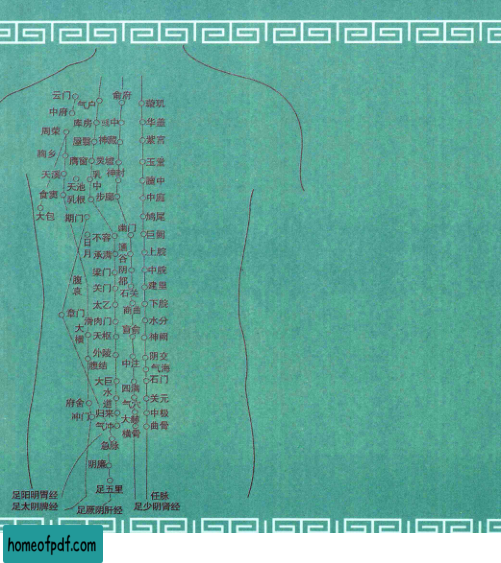 云门
气户
俞府
璇玑
中府
库房
彧中
华盖
周荣
屋翳
神藏
紫宫
胸乡
膺窗
灵墟
玉堂
天溪
天池
乳中
神封
膻中
食窦
乳根
步廊
中庭
大包
期门
鸠尾
日月
不容
幽门
巨阙
承满
通谷
上脘
梁门
阴都
中脘
腹哀
关门
石关
建里
太乙
商曲
下脘
章门
滑肉门
水分
大横
天枢
肓俞
神阙
外陵
阴交
腹结
中注
气海
大巨
四满
石门
水道
气穴
关元
府舍
归来
大赫
中极
冲门
气冲
横骨
曲骨
急脉
阴廉
足五里
足阳明胃经
任脉
足太阴脾经
足厥阴肝经
足少阴肾经
homeofpdf.com